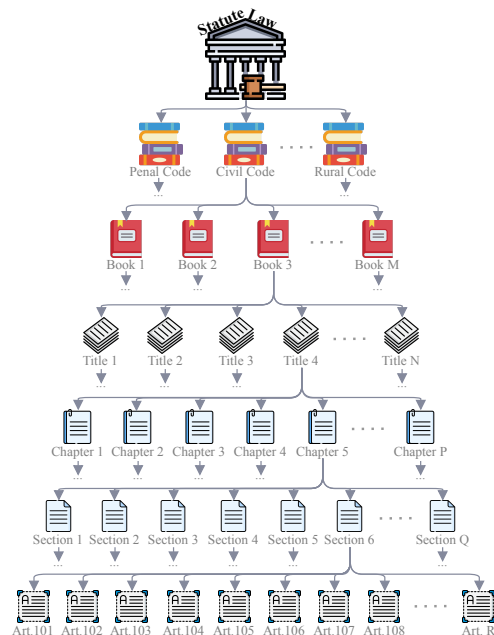 Statute Law
Penal Code Civil Code .... Rural Code
... ...
Book 1 Book 2 Book 3 .... Book M
... ... ...
Title 1 Title 2 Title 3 Title 4 .... Title N
... ... ... ...
Chapter 1 Chapter 2 Chapter 3 Chapter 4 Chapter 5 .... Chapter P
... ... ... ... ...
Section 1 Section 2 Section 3 Section 4 Section 5 Section 6 .... Section Q
... ... ... ... ... ...
A A A A A A A A .... A
Art.101 Art.102 Art.103 Art.104 Art.105 Art.106 Art.107 Art.108 Art. R